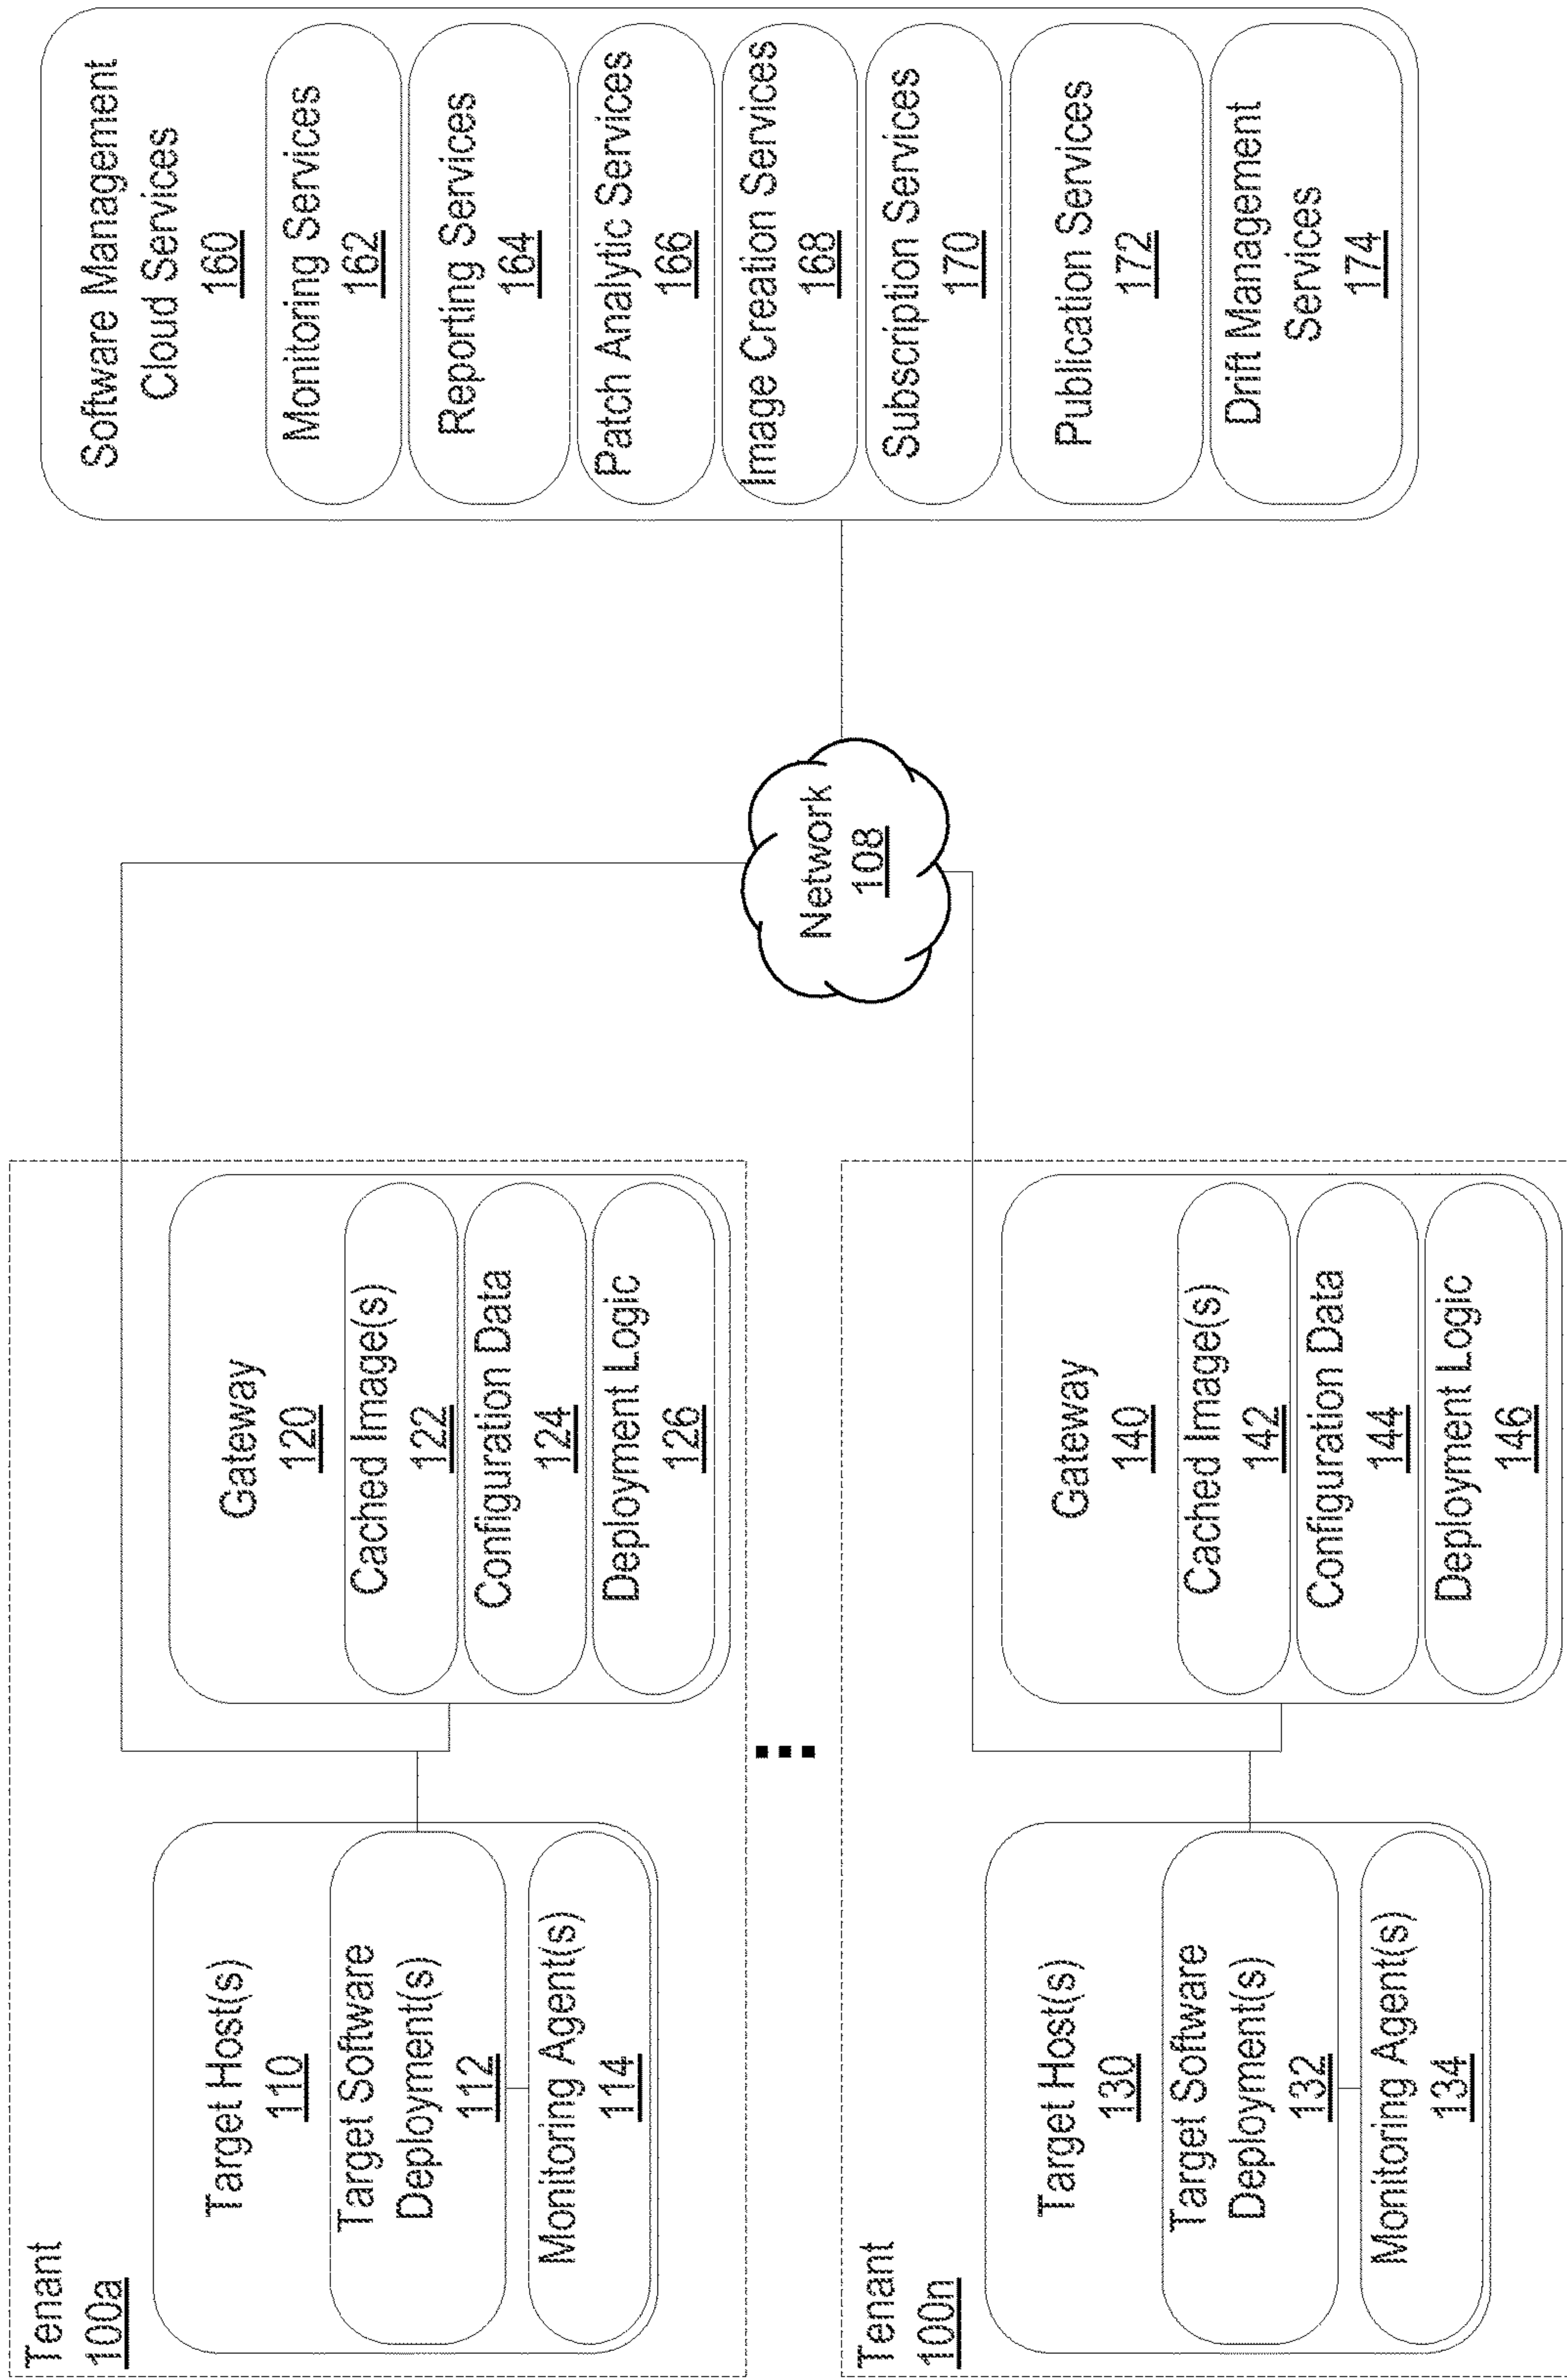 Tenant
100a
Target Host(s)
110
Target Software
Deployment(s)
112
Monitoring Agent(s)
114
Gateway
120
Cached Image(s)
122
Configuration Data
124
Deployment Logic
126
Tenant
100n
Target Host(s)
130
Target Software
Deployment(s)
132
Monitoring Agent(s)
134
Gateway
140
Cached Image(s)
142
Configuration Data
144
Deployment Logic
146
Network
108
Software Management
Cloud Services
160
Monitoring Services
162
Reporting Services
164
Patch Analytic Services
166
Image Creation Services
168
Subscription Services
170
Publication Services
172
Drift Management
Services
174